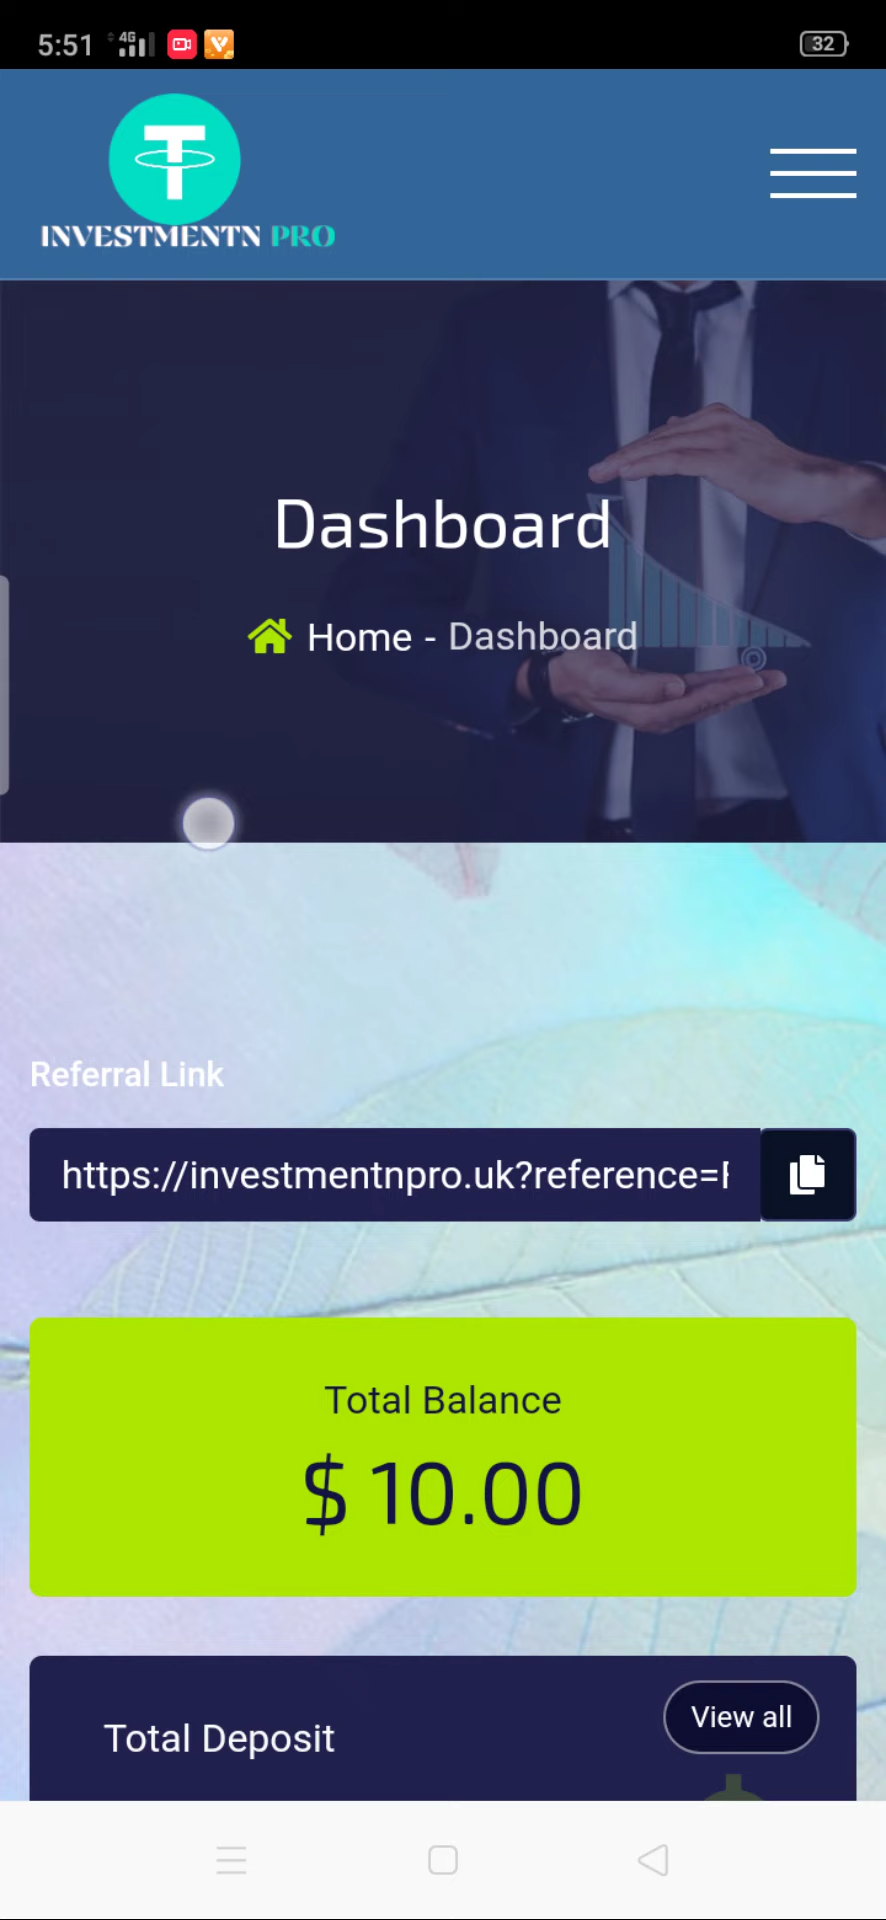 5:51 4G 32
T
INVESTMENTN PRO
Dashboard
Home - Dashboard
Referral Link
https://investmentnpro.uk?reference=
Total Balance
$ 10.00
View all
Total Deposit